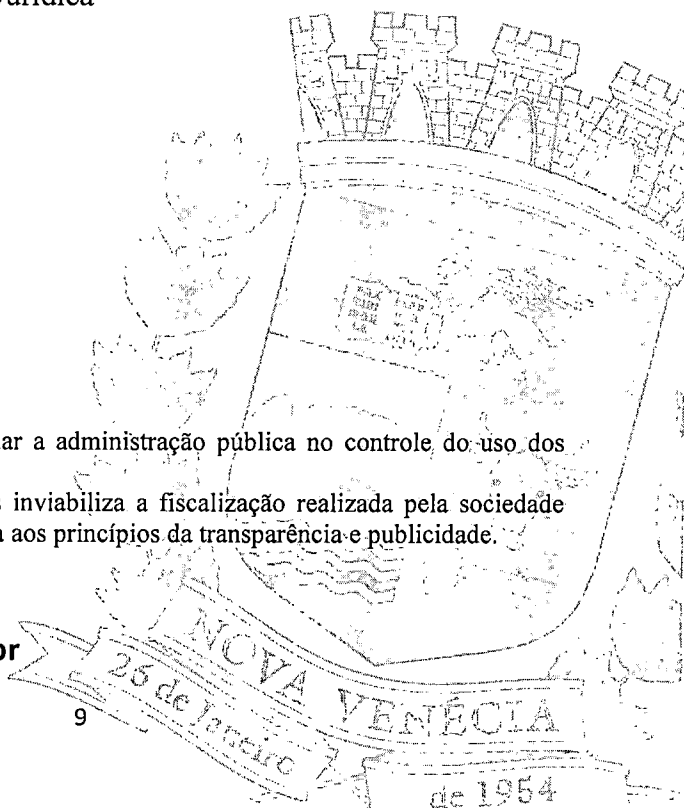 Jurídica
ar a administração pública no controle do uso dos
s inviabiliza a fiscalização realizada pela sociedade
a aos princípios da transparência e publicidade.
or
9
NOVA VENÉCIA
26 de Janeiro
de 1954